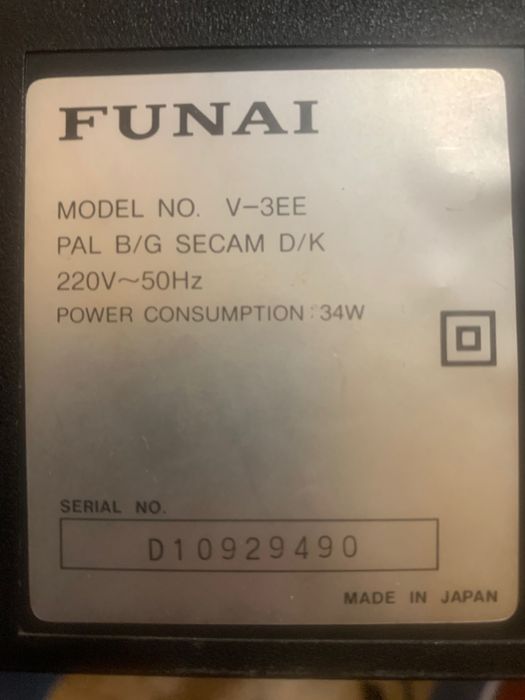 FUNAI
MODEL NO. V-3EE
PAL B/G SECAM D/K
220V~50Hz
POWER CONSUMPTION : 34W
SERIAL NO.
D10929490
MADE IN JAPAN